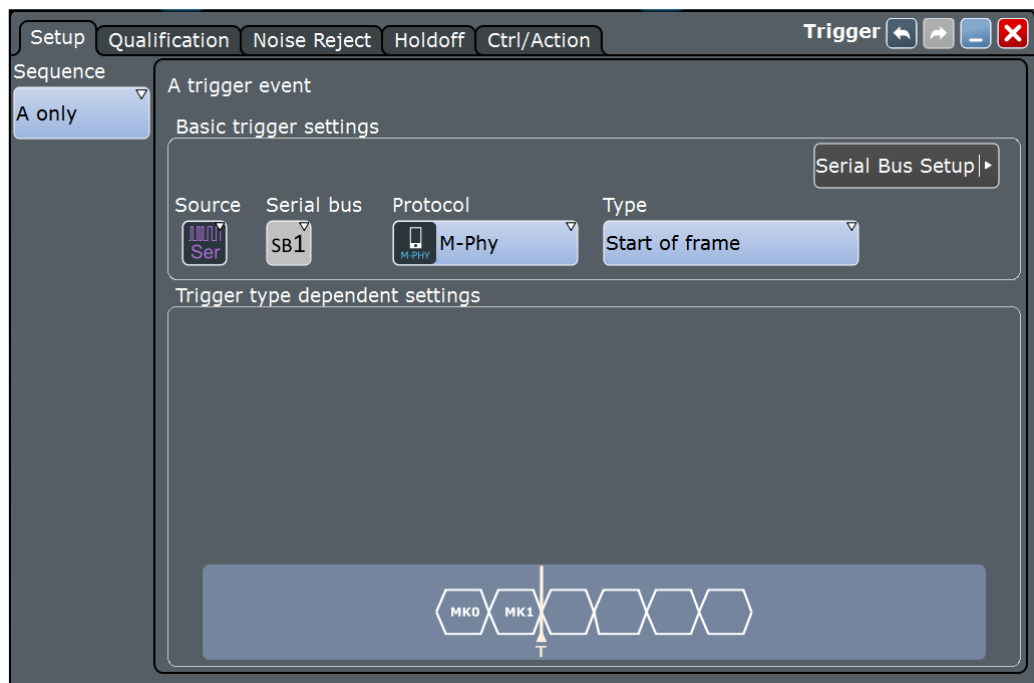 Setup Qualification Noise Reject Holdoff Ctrl/Action Trigger
Sequence
A only
A trigger event
Basic trigger settings
Serial Bus Setup
Source Serial bus Protocol Type
Ser SB1 M-PHY M-Phy Start of frame
Trigger type dependent settings
MK0 MK1
T